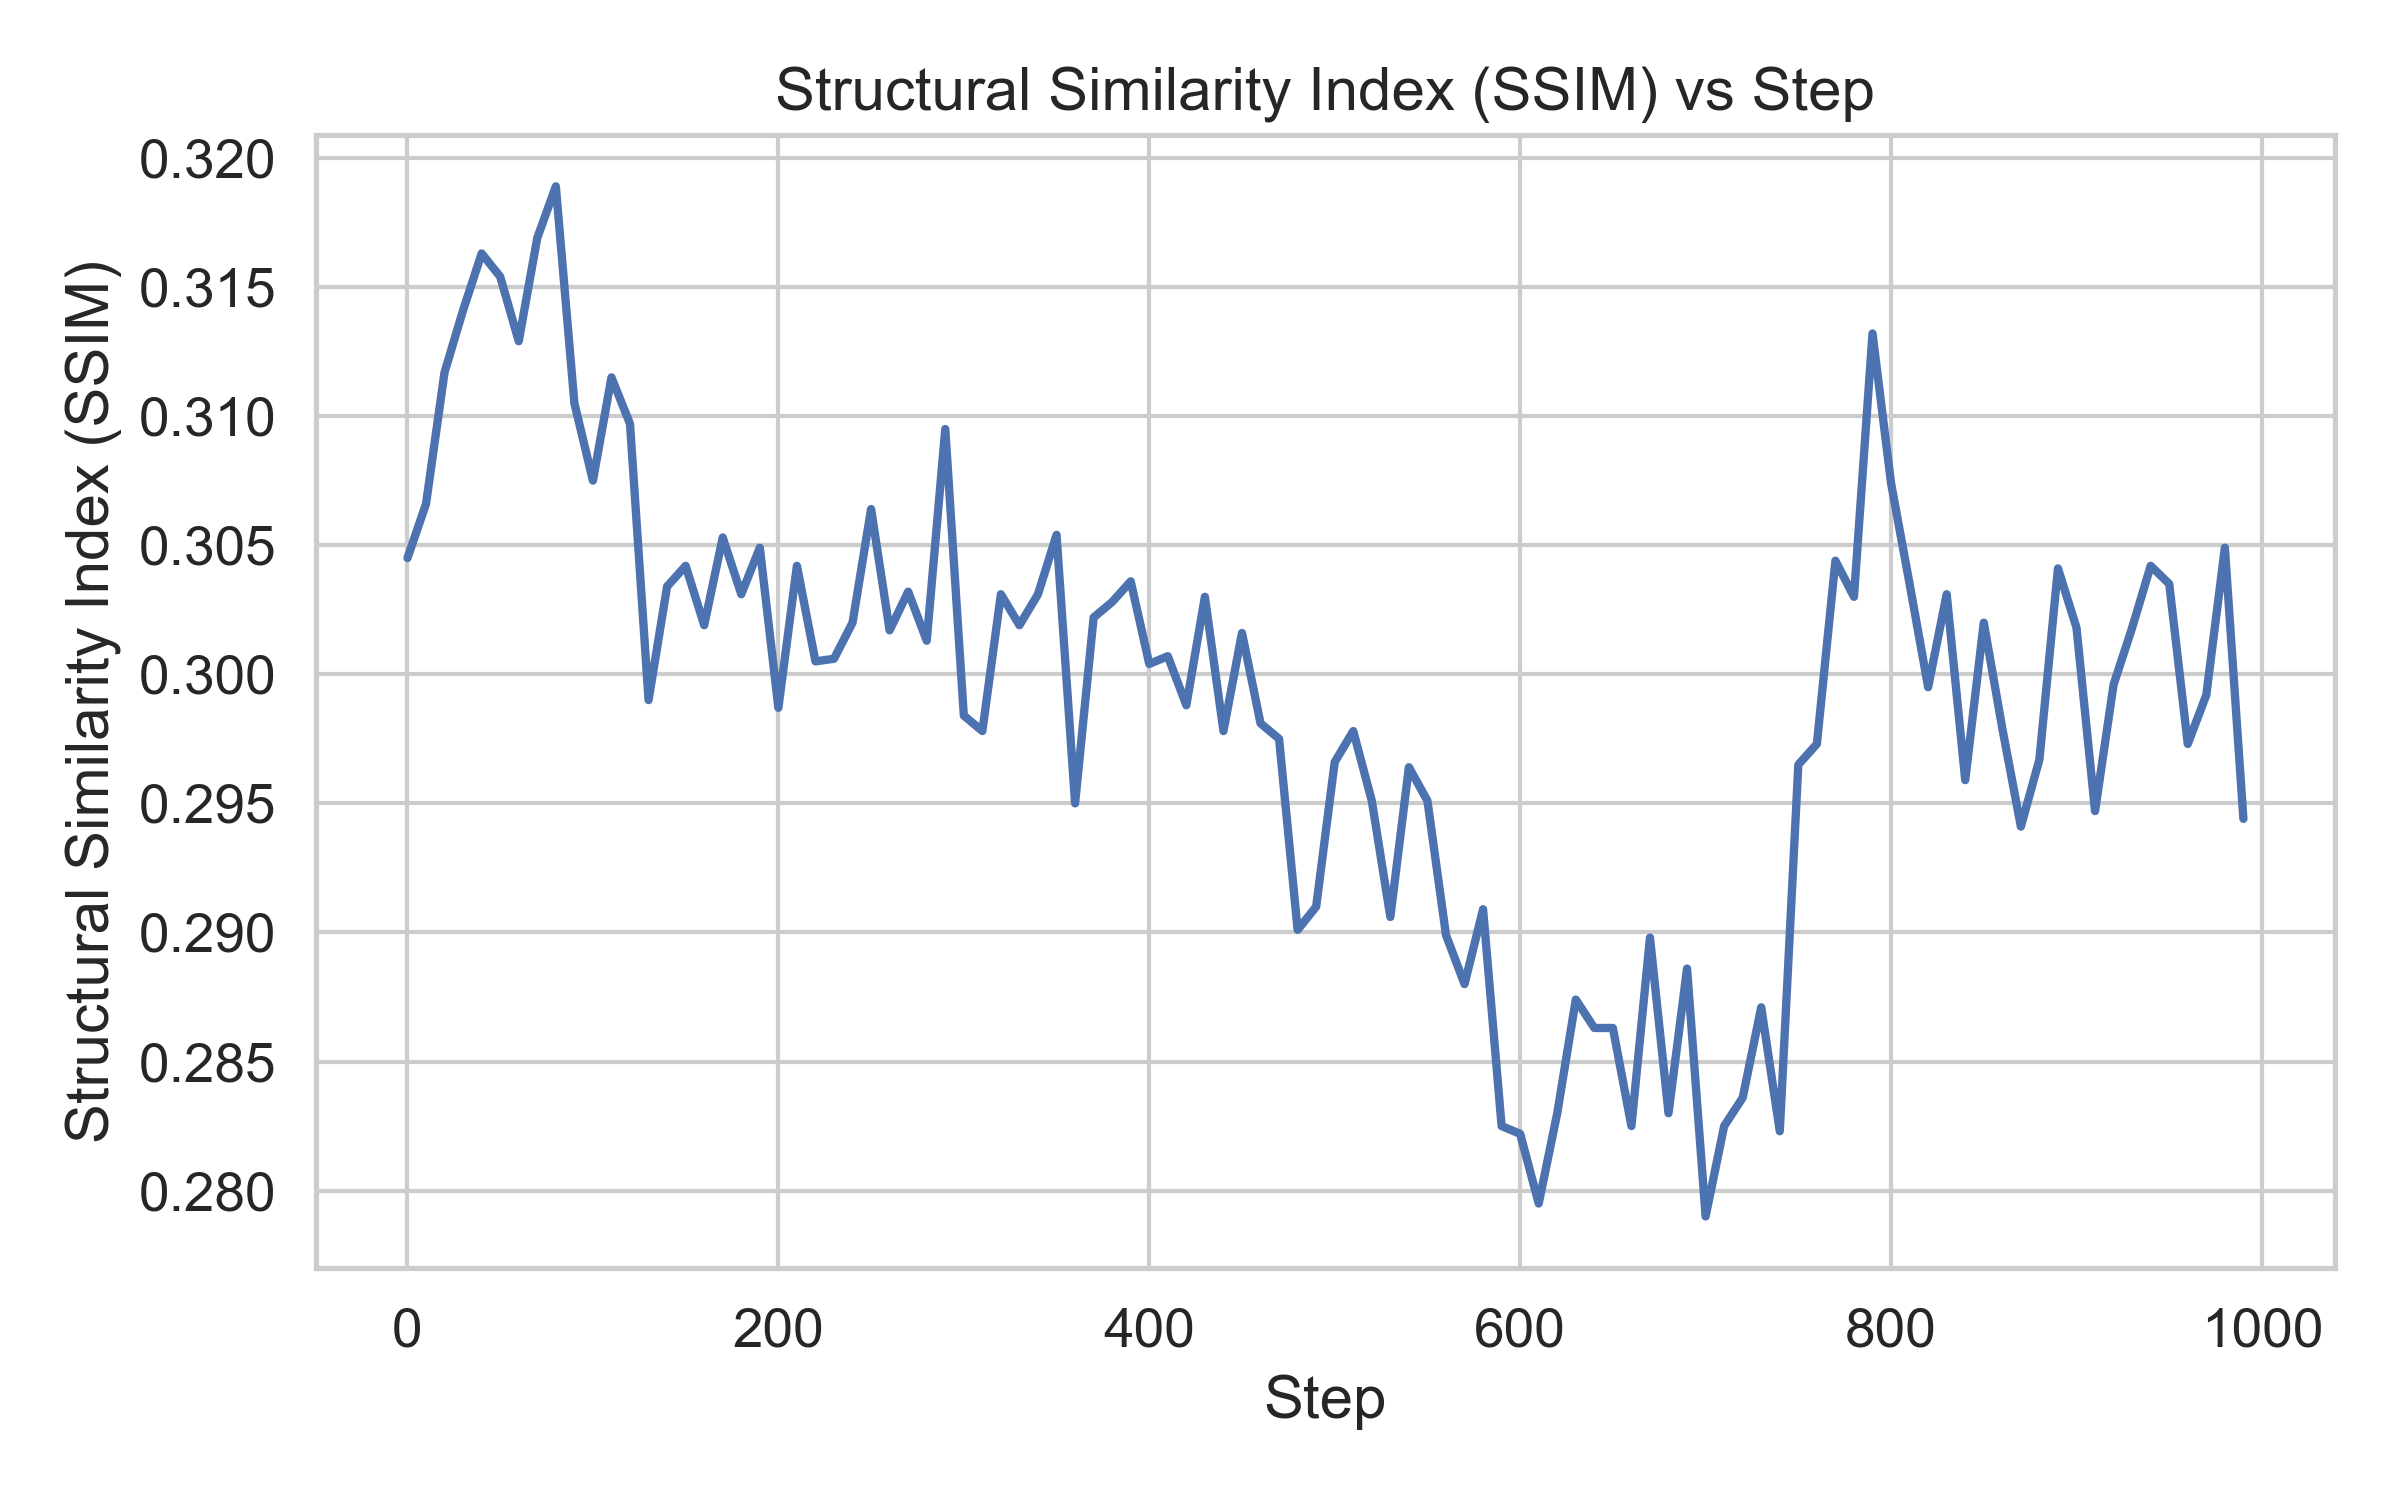 Structural Similarity Index (SSIM) vs Step
Structural Similarity Index (SSIM)
0.320
0.315
0.310
0.305
0.300
0.295
0.290
0.285
0.280
0 200 400 600 800 1000
Step